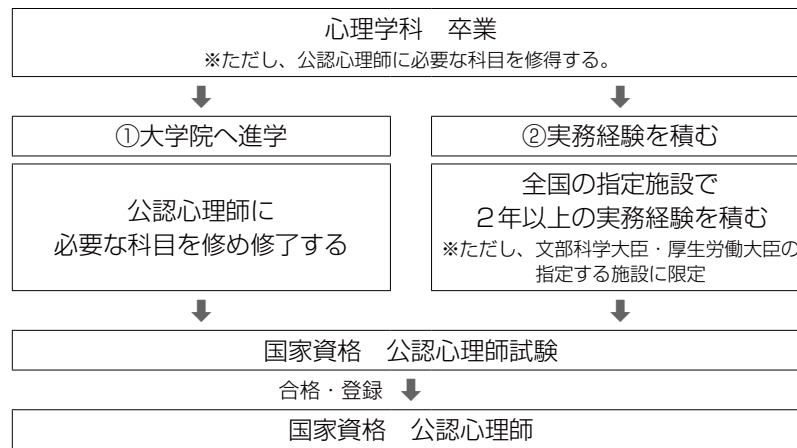 心理学科 卒業
※ただし、公認心理師に必要な科目を修得する。
①大学院へ進学
公認心理師に
必要な科目を修め修了する
②実務経験を積む
全国の指定施設で
2年以上の実務経験を積む
※ただし、文部科学大臣・厚生労働大臣の
指定する施設に限定
国家資格 公認心理師試験
合格・登録
国家資格 公認心理師